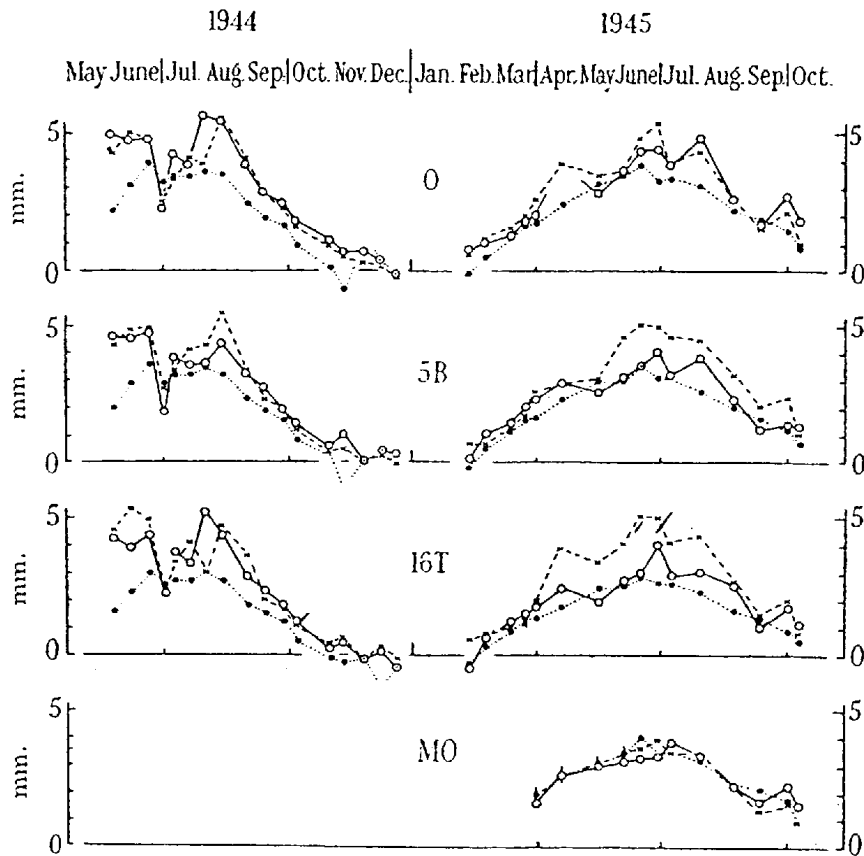 1944 1945
May June Jul. Aug. Sep. Oct. Nov. Dec. Jan. Feb. Mar. Apr. May June Jul. Aug. Sep. Oct.
5 O 5
mm.
0 0
5 5B 5
mm.
0 0
5 16T 5
mm.
0 0
5 MO 5
mm.
0 0